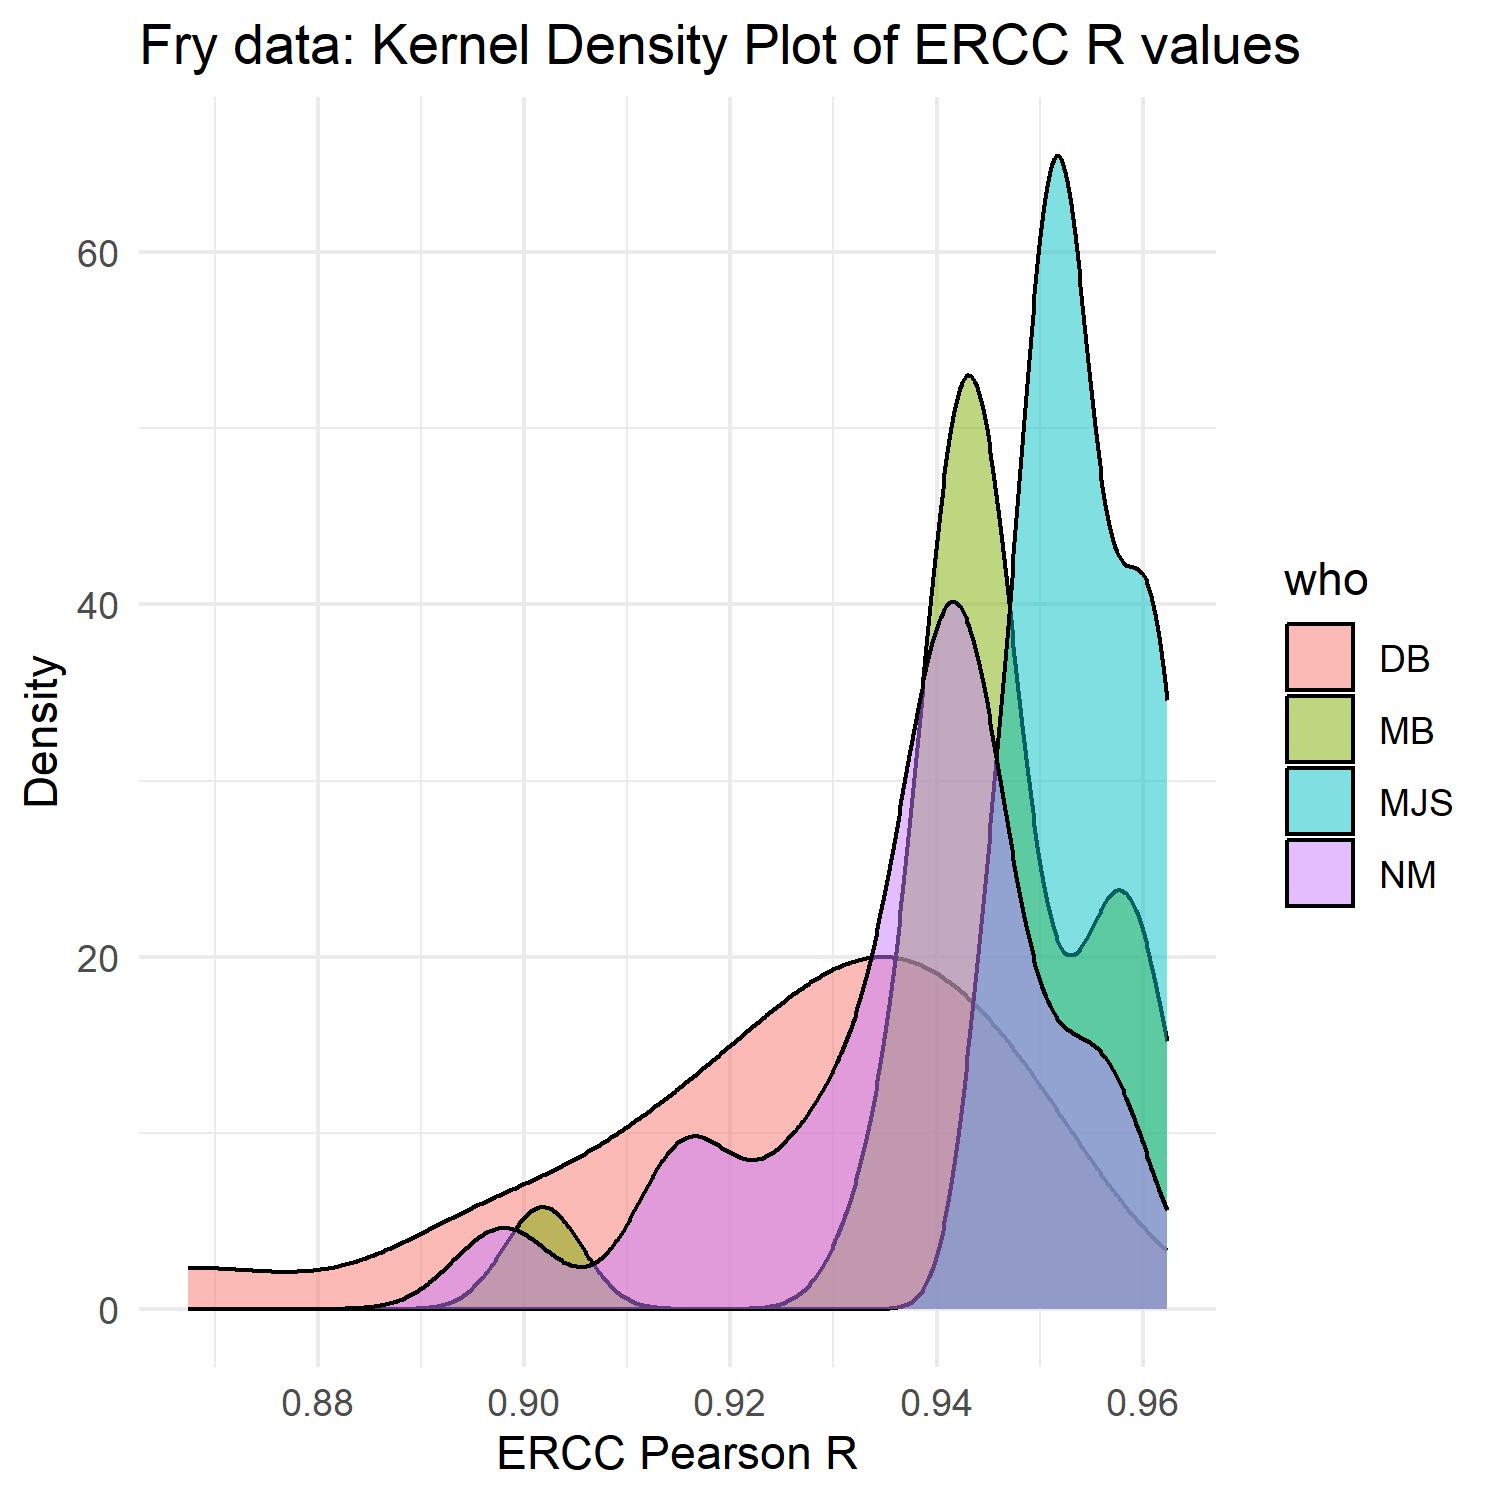 Fry data: Kernel Density Plot of ERCC R values
60
40
20
0
Density
0.88 0.90 0.92 0.94 0.96
ERCC Pearson R
who
DB
MB
MJS
NM